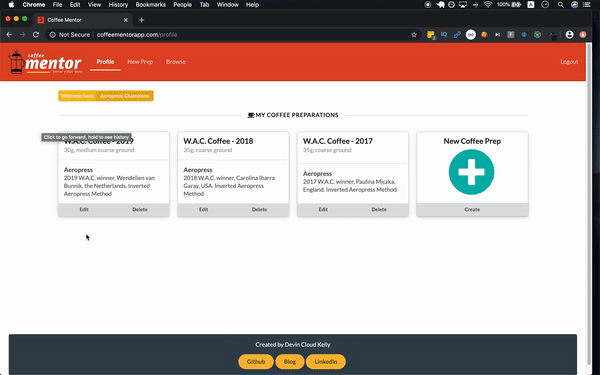 Chrome File Edit View History Bookmarks People Tab Window Help
100%
Coffee Mentor
Not Secure | coffeementorapp.com/profile
coffee
mentor
Profile New Prep Browse Logout
Welcome back Aeropress Champions
MY COFFEE PREPARATIONS
Click to go forward, hold to see history
W.A.C. Coffee - 2019
30g, medium coarse ground
Aeropress
2019 W.A.C. winner, Wendelien van
Bunnik, the Netherlands. Inverted
Aeropress Method
Edit Delete
W.A.C. Coffee - 2018
35g, coarse ground
Aeropress
2018 W.A.C. winner, Carolina Ibarra
Garay, USA. Inverted Aeropress
Method
Edit Delete
W.A.C. Coffee - 2017
35g, coarse ground
Aeropress
2017 W.A.C. winner, Paulina Miczka,
England. Inverted Aeropress Method
Edit Delete
New Coffee Prep
Create
Created by Devin Cloud Kelly
Github Blog LinkedIn